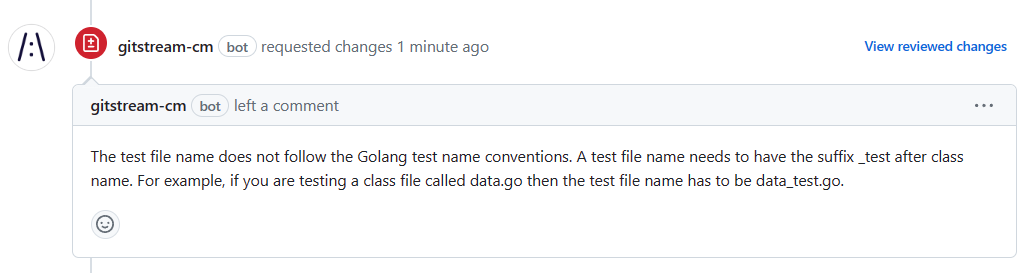 gitstream-cm bot requested changes 1 minute ago View reviewed changes
gitstream-cm bot left a comment
The test file name does not follow the Golang test name conventions. A test file name needs to have the suffix _test after class
name. For example, if you are testing a class file called data.go then the test file name has to be data_test.go.